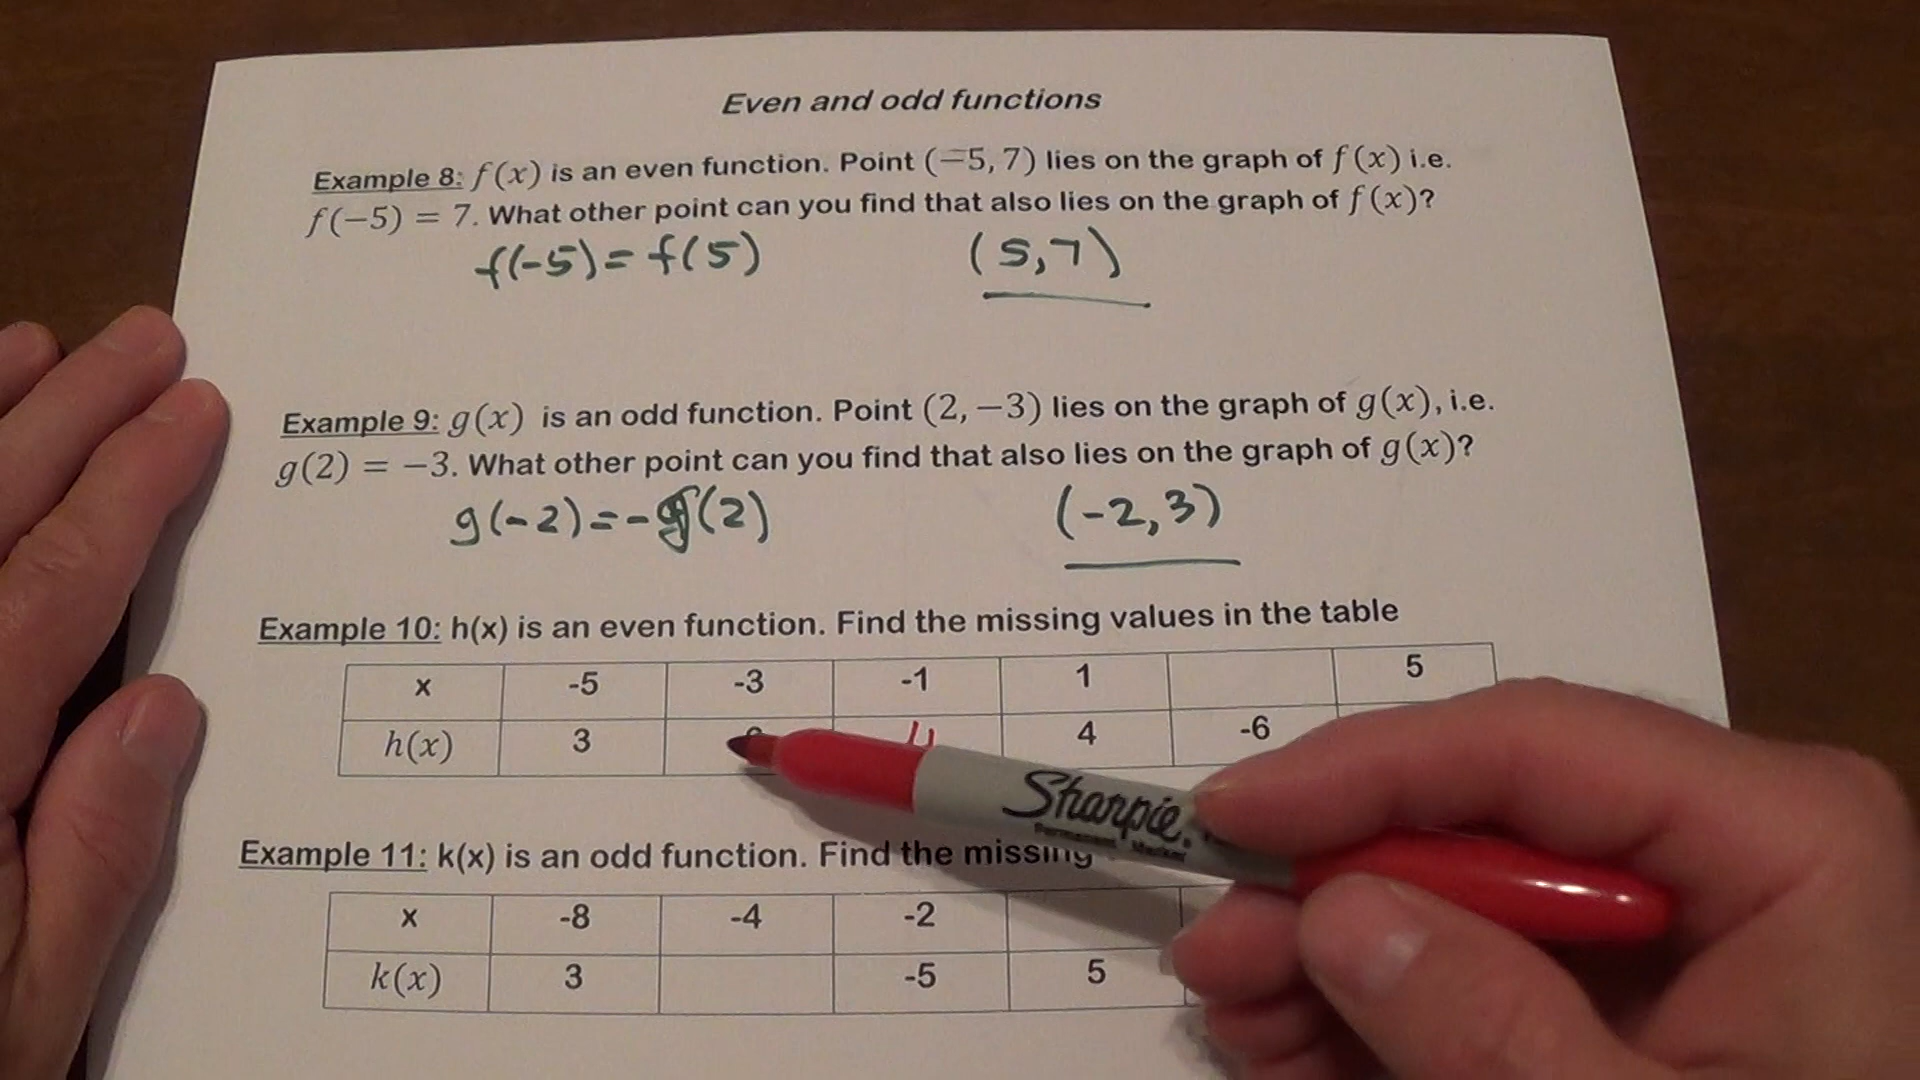 Even and odd functions
Example 8: f(x) is an even function. Point (−5, 7) lies on the graph of f(x) i.e.
f(−5) = 7. What other point can you find that also lies on the graph of f(x)?
f(-5) = f(5) (5,7)
Example 9: g(x) is an odd function. Point (2, −3) lies on the graph of g(x), i.e.
g(2) = −3. What other point can you find that also lies on the graph of g(x)?
g(-2) = -g(2) (-2,3)
Example 10: h(x) is an even function. Find the missing values in the table
x -5 -3 -1 1 5
h(x) 3 4 4 -6
Sharpie.
Permanent Marker
Example 11: k(x) is an odd function. Find the missing
x -8 -4 -2
k(x) 3 -5 5